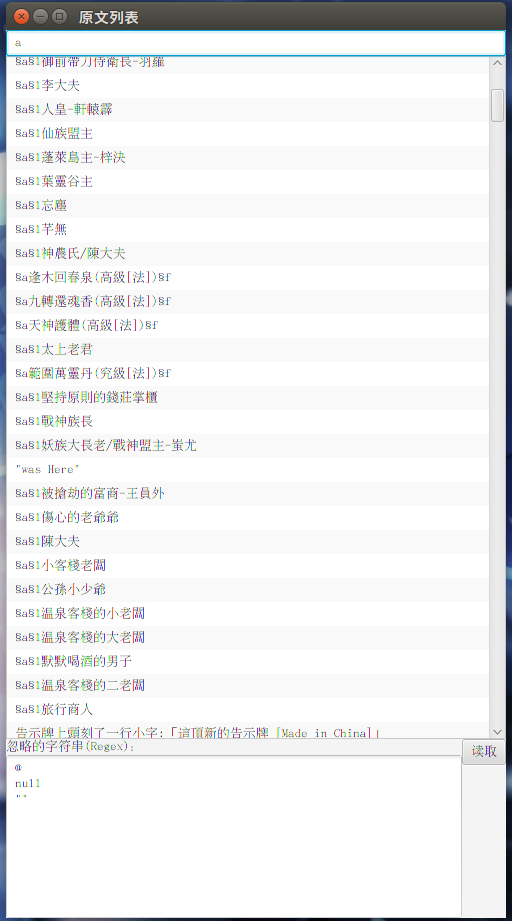 原文列表
a
§a§l御前帶刀侍衛長-羽羅
§a§l李大夫
§a§l人皇-軒轅霹
§a§l仙族盟主
§a§l蓬萊島主-梓決
§a§l葉靈谷主
§a§l忘塵
§a§l芊無
§a§l神農氏/陳大夫
§a逢木回春泉(高級[法])§f
§a九轉還魂香(高級[法])§f
§a天神護體(高級[法])§f
§a§l太上老君
§a範圍萬靈丹(究級[法])§f
§a§l堅持原則的錢莊掌櫃
§a§l戰神族長
§a§l妖族大長老/戰神盟主-蚩尤
"was Here"
§a§l被搶劫的富商-王員外
§a§l傷心的老爺爺
§a§l陳大夫
§a§l小客棧老闆
§a§l公孫小少爺
§a§l温泉客棧的小老闆
§a§l温泉客棧的大老闆
§a§l默默喝酒的男子
§a§l温泉客棧的二老闆
§a§l旅行商人
告示牌上頭刻了一行小字:「這頂新的告示牌 [Made in China]」
忽略的字符串(Regex):
读取
@
null
""